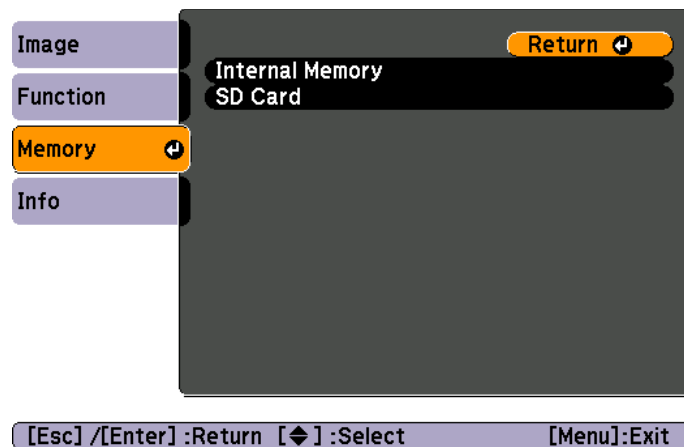 Image
Function
Memory
Info
Return
Internal Memory
SD Card
[Esc] /[Enter] :Return [◆] :Select [Menu]:Exit